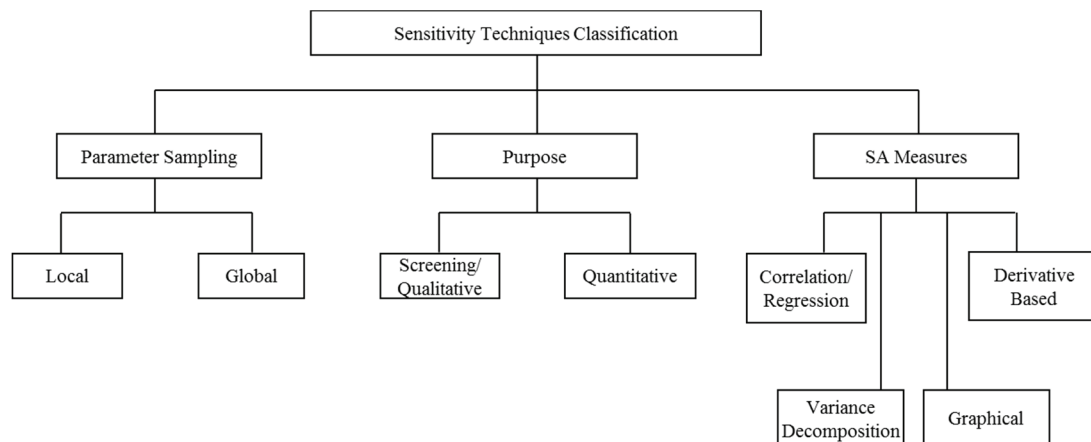 Sensitivity Techniques Classification
Parameter Sampling
Purpose
SA Measures
Local
Global
Screening/
Qualitative
Quantitative
Correlation/
Regression
Derivative
Based
Variance
Decomposition
Graphical